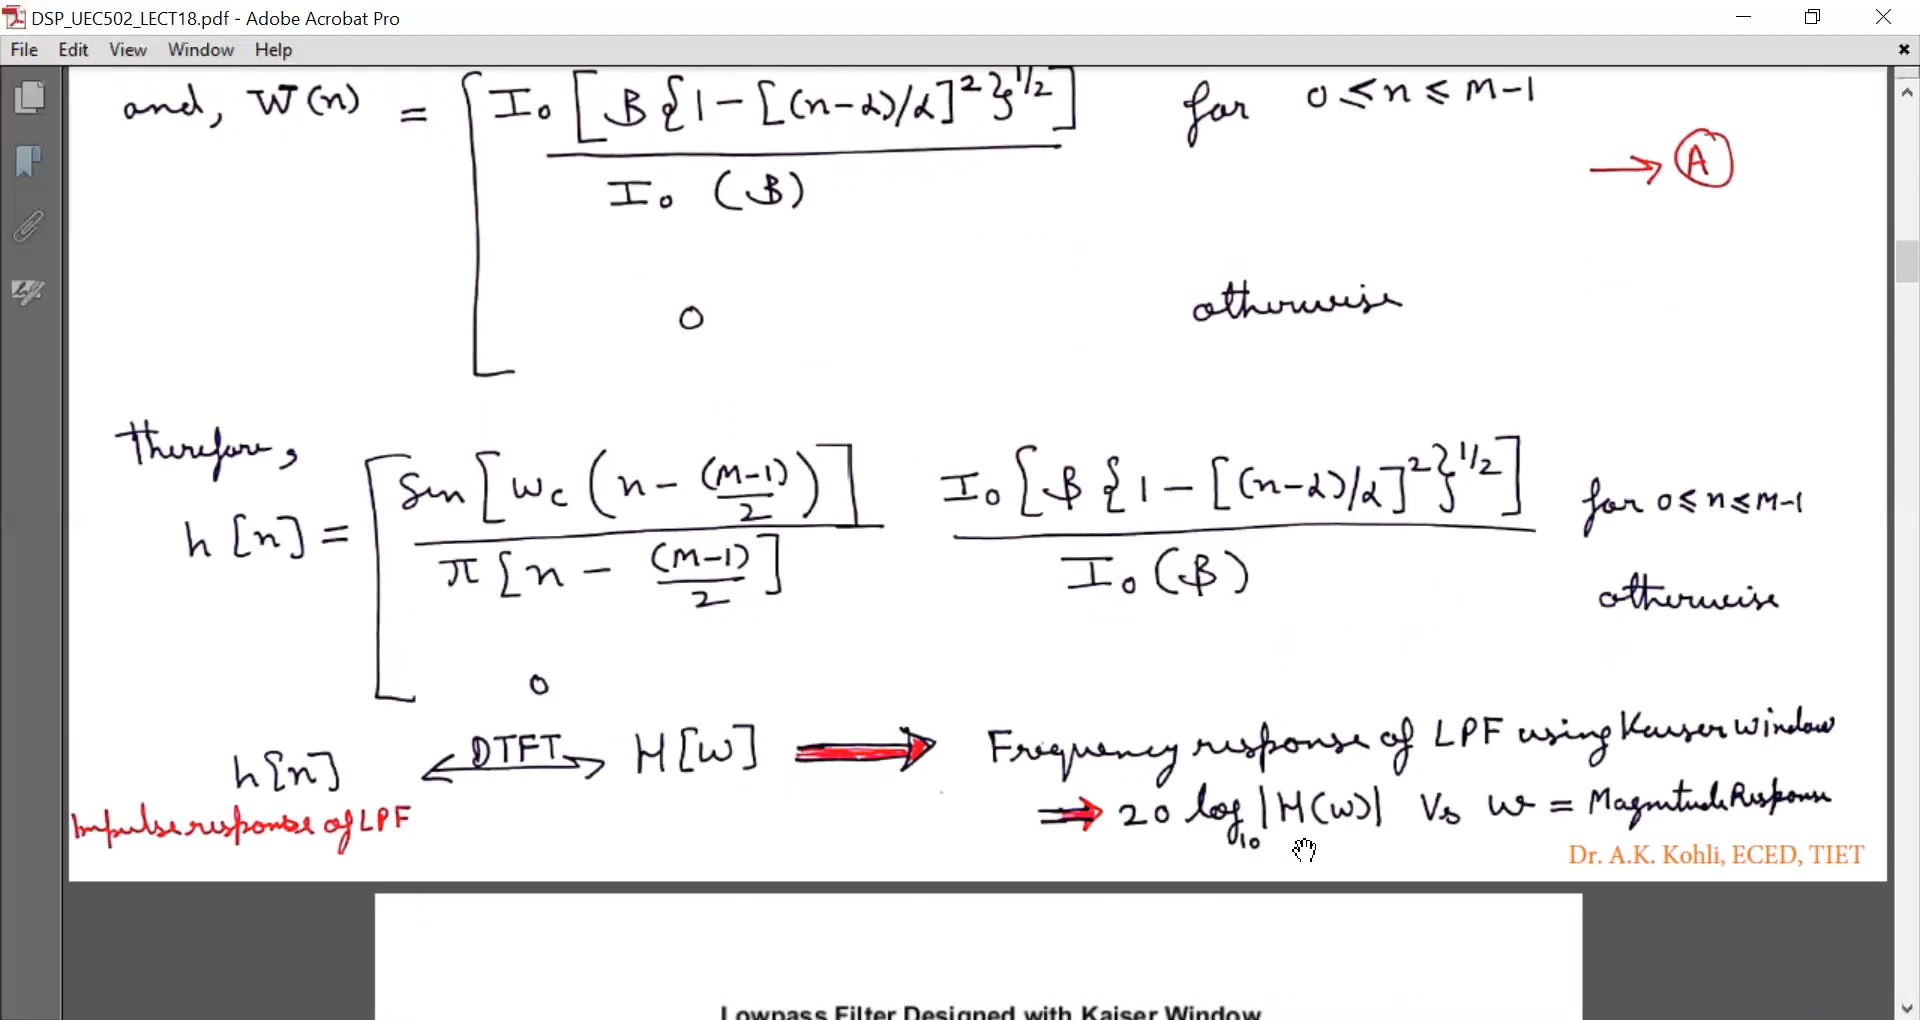 DSP_UEC502_LECT18.pdf - Adobe Acrobat Pro
File Edit View Window Help
and, W(n) = [ I₀ [β{1-[(n-α)/α]²}^1/2] / I₀ (β) for 0 ≤ n ≤ M-1
→ A
0 otherwise
Therefore,
h[n] = [ Sin[ωc (n - (M-1)/2)] / π[n - (M-1)/2] I₀ [β{1-[(n-α)/α]²}^1/2] / I₀(β) for 0 ≤ n ≤ M-1
0 otherwise
h[n] ⟷ DTFT H[ω] ⇒ Frequency response of LPF using Kaiser Window
Impulse response of LPF
⇒ 20 log₁₀ |H(ω)| Vs ω = Magnitude Response
Dr. A.K. Kohli, ECED, TIET
Lowpass Filter Designed with Kaiser Window